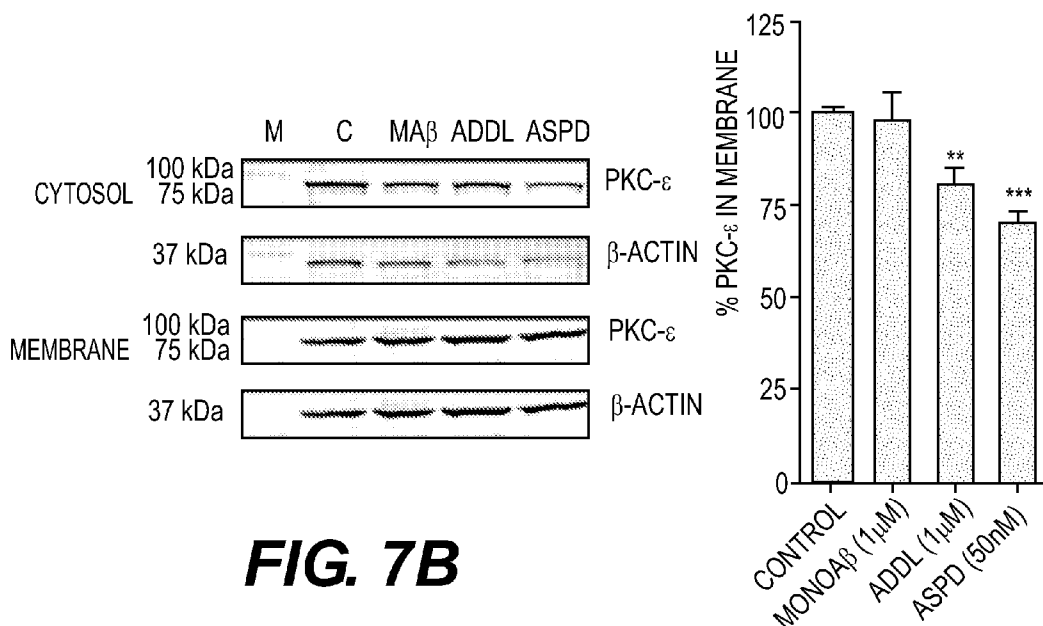 M C MAβ ADDL ASPD
CYTOSOL
100 kDa
75 kDa
PKC-ε
37 kDa
β-ACTIN
MEMBRANE
100 kDa
75 kDa
PKC-ε
37 kDa
β-ACTIN
FIG. 7B
% PKC-ε IN MEMBRANE
125
100
75
50
25
0
**
***
CONTROL
MONOAβ (1μM)
ADDL (1μM)
ASPD (50nM)